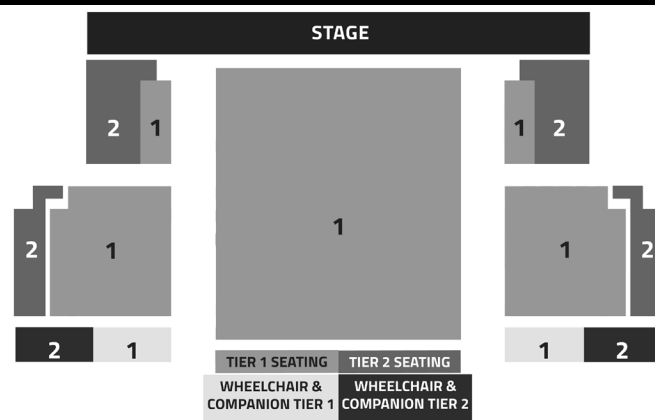 STAGE
2 1 1 2
1
2 1 1 2
2 1 1 2
TIER 1 SEATING TIER 2 SEATING
WHEELCHAIR & COMPANION TIER 1
WHEELCHAIR & COMPANION TIER 2